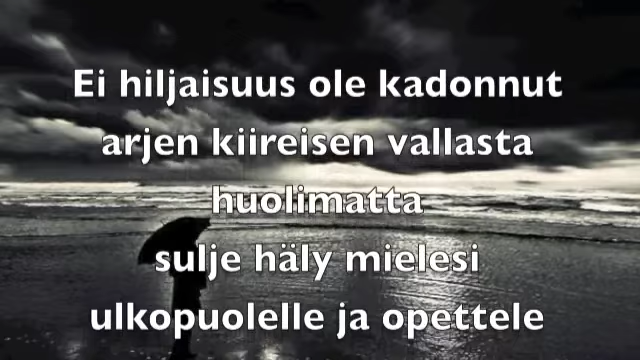 Ei hiljaisuus ole kadonnut
arjen kiireisen vallasta
huolimatta
sulje häly mielesi
ulkopuolelle ja opettele